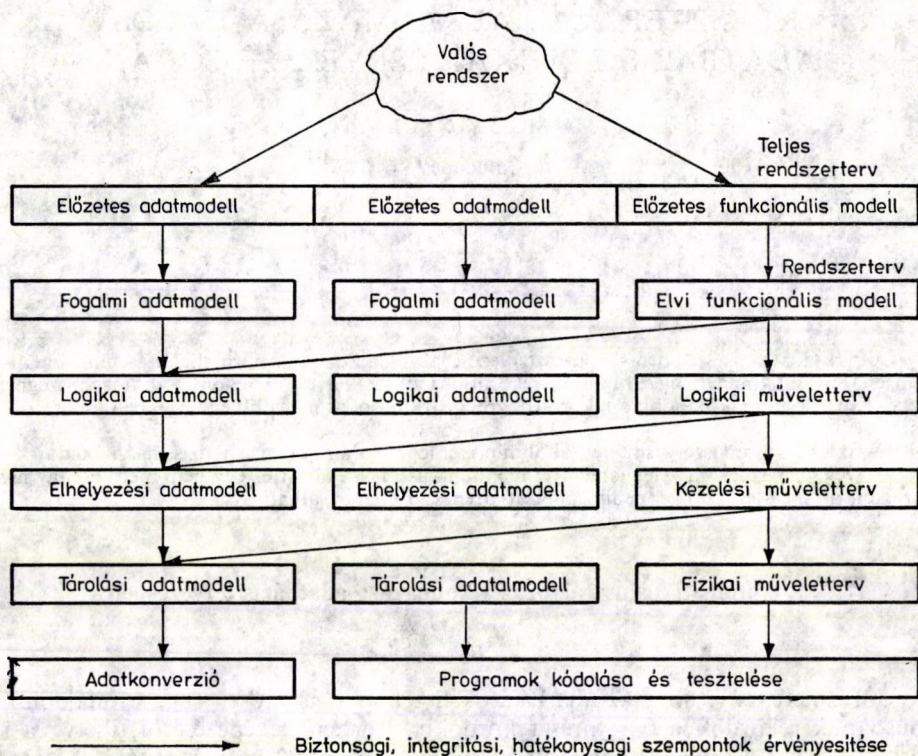 Valós
rendszer
Teljes
rendszerterv
Előzetes adatmodell
Előzetes adatmodell
Előzetes funkcionális modell
Rendszerterv
Fogalmi adatmodell
Fogalmi adatmodell
Elvi funkcionális modell
Logikai adatmodell
Logikai adatmodell
Logikai műveletterv
Elhelyezési adatmodell
Elhelyezési adatmodell
Kezelési műveletterv
Tárolási adatmodell
Tárolási adatalmodell
Fizikai műveletterv
Adatkonverzió
Programok kódolása és tesztelése
Biztonsági, integritási, hatékonysági szempontok érvényesítése